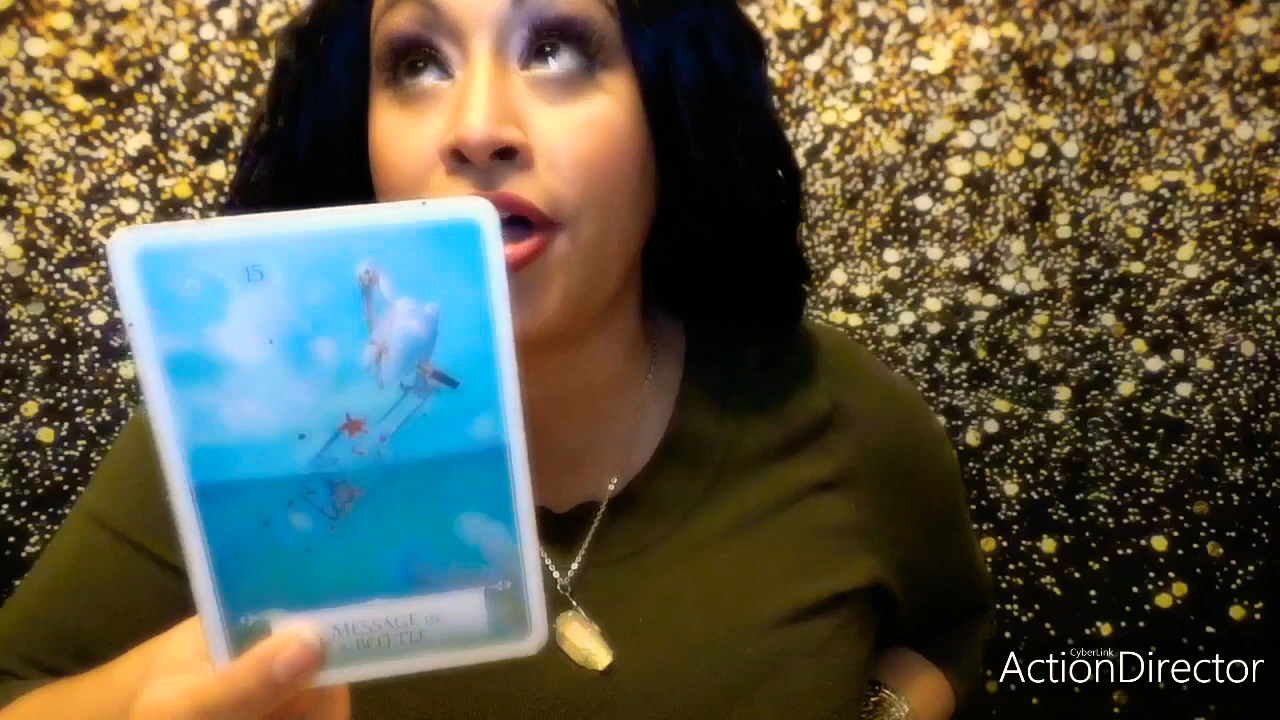 15
MESSAGE IN
A BOTTLE
CyberLink
ActionDirector